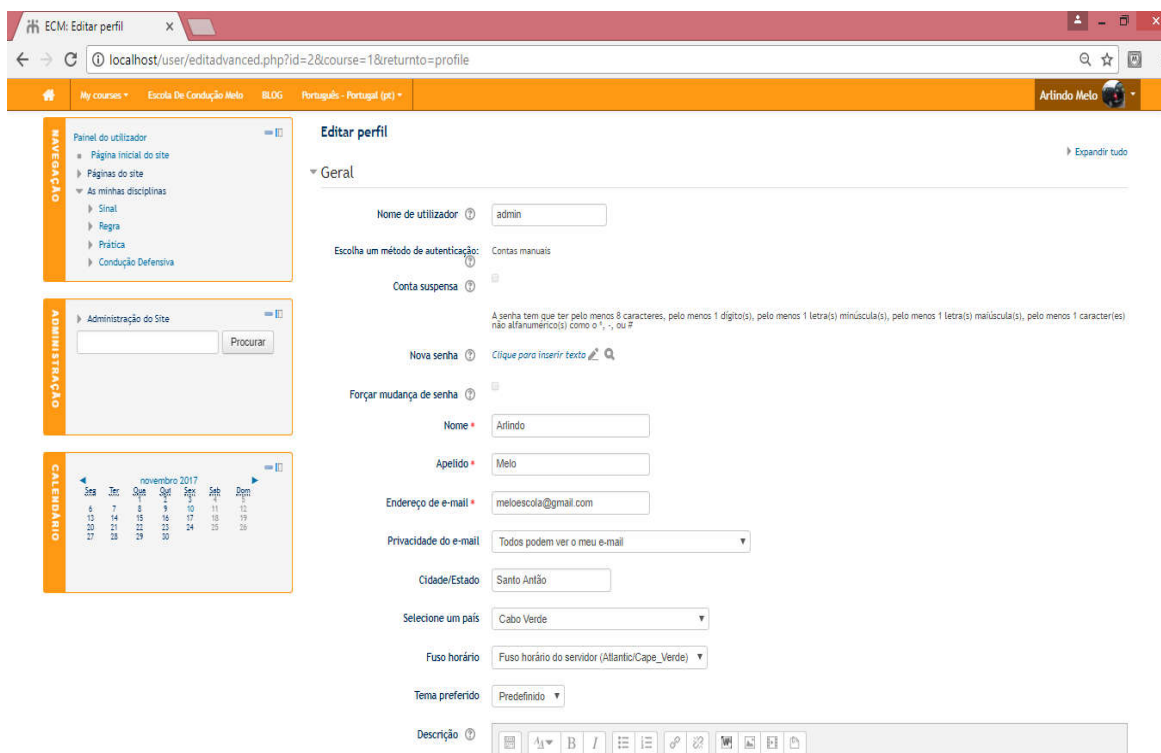 ECM: Editar perfil
localhost/user/editadvanced.php?id=2&course=1&returnto=profile
My courses Escola De Condução Melo BLOG Português - Portugal (pt) Arlindo Melo
NAVEGAÇÃO
Painel do utilizador
Página inicial do site
Páginas do site
As minhas disciplinas
Sinal
Regra
Prática
Condução Defensiva
ADMINISTRAÇÃO
Administração do Site
Procurar
CALENDÁRIO
novembro 2017
Seg Ter Qua Qui Sex Sáb Dom
1 2 3 4 5
6 7 8 9 10 11 12
13 14 15 16 17 18 19
20 21 22 23 24 25 26
27 28 29 30
Editar perfil
Expandir tudo
Geral
Nome de utilizador admin
Escolha um método de autenticação: Contas manuais
Conta suspensa
A senha tem que ter pelo menos 8 caracteres, pelo menos 1 dígito(s), pelo menos 1 letra(s) minúscula(s), pelo menos 1 letra(s) maiúscula(s), pelo menos 1 caracter(es)
não alfanumérico(s) como o *, -, ou #
Nova senha Clique para inserir texto
Forçar mudança de senha
Nome * Arlindo
Apelido * Melo
Endereço de e-mail * meloescola@gmail.com
Privacidade do e-mail Todos podem ver o meu e-mail
Cidade/Estado Santo Antão
Selecione um país Cabo Verde
Fuso horário Fuso horário do servidor (Atlantic/Cape_Verde)
Tema preferido Predefinido
Descrição